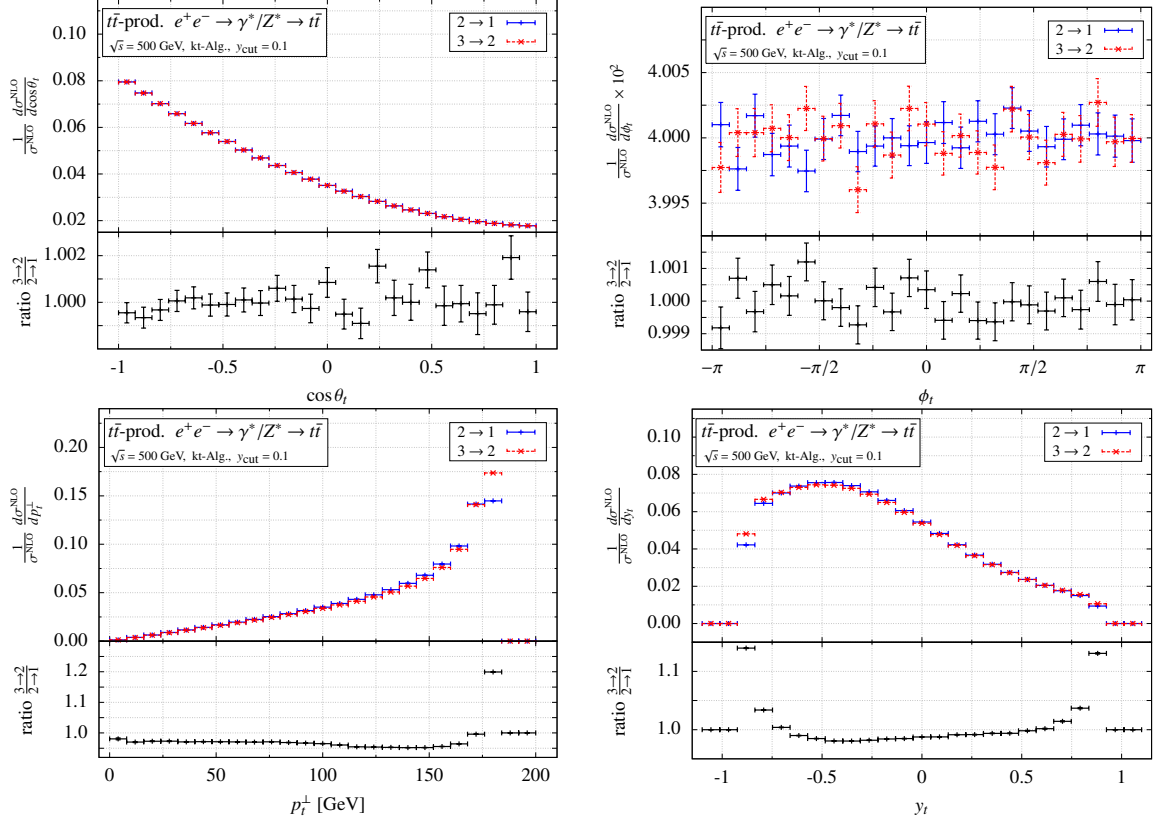 tt̄-prod. e⁺e⁻ → γ*/Z* → tt̄
√s = 500 GeV, kt-Alg., y_cut = 0.1
2 → 1
3 → 2
0.10
0.08
0.06
0.04
0.02
1/σ^NLO dσ^NLO/dcosθ_t
1.002
1.000
ratio 3→2/2→1
-1 -0.5 0 0.5 1
cos θ_t
tt̄-prod. e⁺e⁻ → γ*/Z* → tt̄
√s = 500 GeV, kt-Alg., y_cut = 0.1
2 → 1
3 → 2
4.005
4.000
3.995
1/σ^NLO dσ^NLO/dϕ_t × 10²
1.001
1.000
0.999
ratio 3→2/2→1
−π −π/2 0 π/2 π
ϕ_t
tt̄-prod. e⁺e⁻ → γ*/Z* → tt̄
√s = 500 GeV, kt-Alg., y_cut = 0.1
2 → 1
3 → 2
0.20
0.15
0.10
0.05
0.00
1/σ^NLO dσ^NLO/dp_t^⊥
1.2
1.1
1.0
ratio 3→2/2→1
0 50 100 150 200
p_t^⊥ [GeV]
tt̄-prod. e⁺e⁻ → γ*/Z* → tt̄
√s = 500 GeV, kt-Alg., y_cut = 0.1
2 → 1
3 → 2
0.10
0.08
0.06
0.04
0.02
0.00
1/σ^NLO dσ^NLO/dy_t
1.1
1.0
ratio 3→2/2→1
-1 -0.5 0 0.5 1
y_t